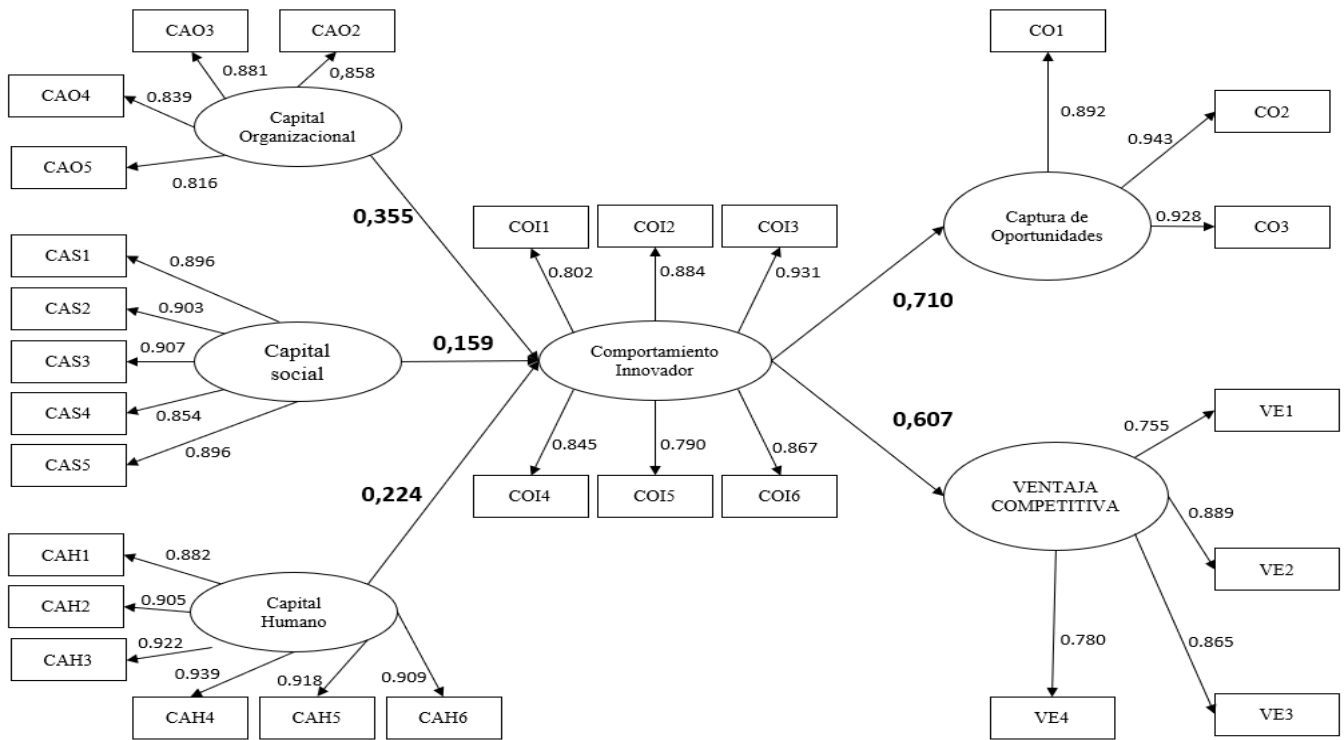 CAO3
CAO2
0.881
0,858
CAO4
0.839
Capital
Organizacional
CAO5
0.816
0,355
CAS1
0.896
CAS2
0.903
CAS3
0.907
CAS4
0.854
CAS5
0.896
Capital
social
0,159
CAH1
0.882
CAH2
0.905
CAH3
0.922
Capital
Humano
0.939
0.918
0.909
CAH4
CAH5
CAH6
0,224
COI1
COI2
COI3
0.802
0.884
0.931
Comportamiento
Innovador
0.845
0.790
0.867
COI4
COI5
COI6
0,710
0,607
CO1
0.892
CO2
0.943
Captura de
Oportunidades
0.928
CO3
VE1
0.755
VENTAJA
COMPETITIVA
0.889
VE2
0.780
0.865
VE4
VE3